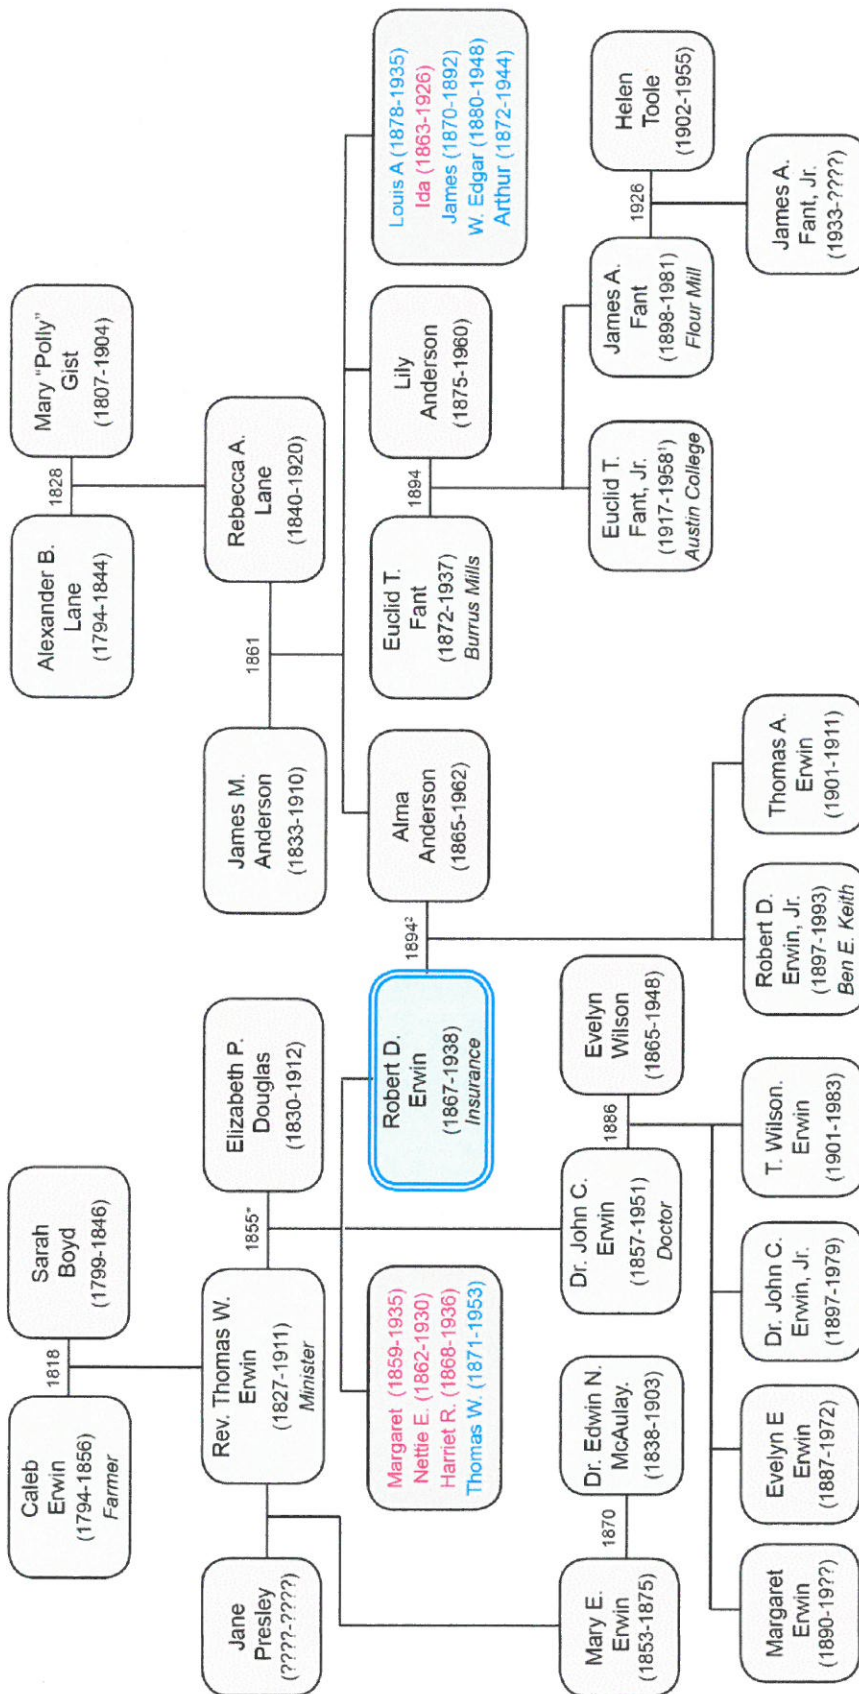 Caleb
Erwin
(1794-1856)
Farmer
1818
Sarah
Boyd
(1799-1846)
Alexander B.
Lane
(1794-1844)
1828
Mary "Polly"
Gist
(1807-1904)
Jane
Presley
(????-????)
Rev. Thomas W.
Erwin
(1827-1911)
Minister
1855*
Elizabeth P.
Douglas
(1830-1912)
James M.
Anderson
(1833-1910)
1861
Rebecca A.
Lane
(1840-1920)
Margaret (1859-1935)
Nettie E. (1862-1930)
Harriet R. (1868-1936)
Thomas W. (1871-1953)
Robert D.
Erwin
(1867-1938)
Insurance
1894²
Alma
Anderson
(1865-1962)
Euclid T.
Fant
(1872-1937)
Burrus Mills
1894
Lily
Anderson
(1875-1960)
Louis A (1878-1935)
Ida (1863-1926)
James (1870-1892)
W. Edgar (1880-1948)
Arthur (1872-1944)
Mary E.
Erwin
(1853-1875)
1870
Dr. Edwin N.
McAulay.
(1838-1903)
Dr. John C.
Erwin
(1857-1951)
Doctor
1886
Evelyn
Wilson
(1865-1948)
Euclid T.
Fant, Jr.
(1917-1958¹)
Austin College
James A.
Fant
(1898-1981)
Flour Mill
1926
Helen
Toole
(1902-1955)
Margaret
Erwin
(1890-19??)
Evelyn E
Erwin
(1887-1972)
Dr. John C.
Erwin, Jr.
(1897-1979)
T. Wilson.
Erwin
(1901-1983)
Robert D.
Erwin, Jr.
(1897-1993)
Ben E. Keith
Thomas A.
Erwin
(1901-1911)
James A.
Fant, Jr.
(1933-????)